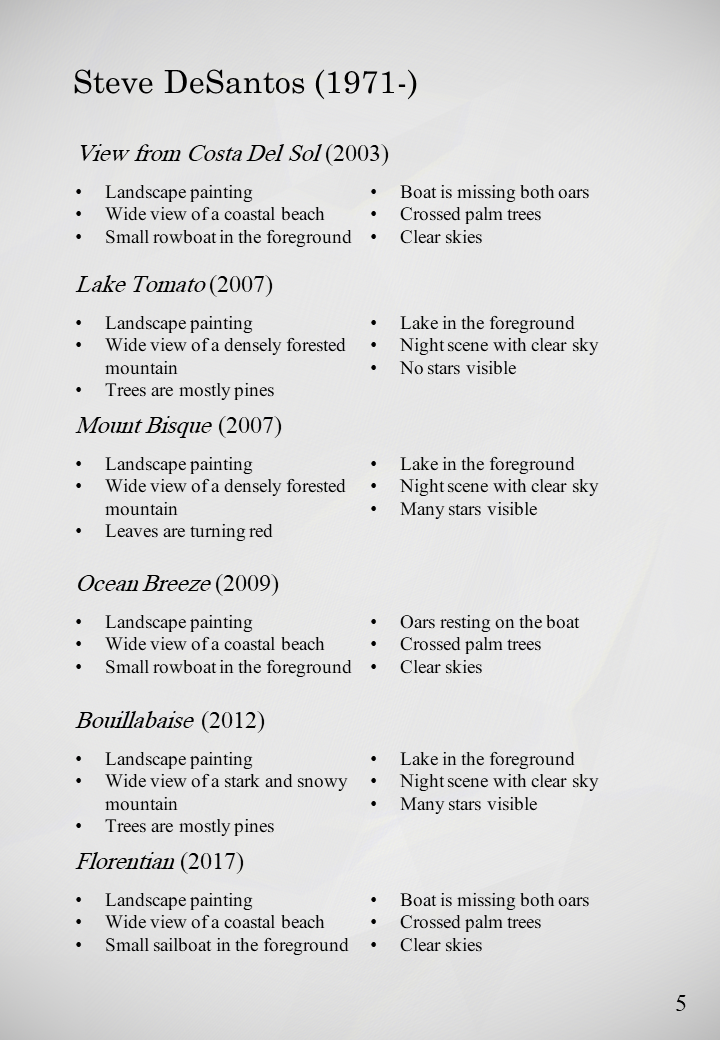 Steve DeSantos (1971-)
View from Costa Del Sol (2003)
• Landscape painting
• Wide view of a coastal beach
• Small rowboat in the foreground
• Boat is missing both oars
• Crossed palm trees
• Clear skies
Lake Tomato (2007)
• Landscape painting
• Wide view of a densely forested
mountain
• Trees are mostly pines
• Lake in the foreground
• Night scene with clear sky
• No stars visible
Mount Bisque (2007)
• Landscape painting
• Wide view of a densely forested
mountain
• Leaves are turning red
• Lake in the foreground
• Night scene with clear sky
• Many stars visible
Ocean Breeze (2009)
• Landscape painting
• Wide view of a coastal beach
• Small rowboat in the foreground
• Oars resting on the boat
• Crossed palm trees
• Clear skies
Bouillabaise (2012)
• Landscape painting
• Wide view of a stark and snowy
mountain
• Trees are mostly pines
• Lake in the foreground
• Night scene with clear sky
• Many stars visible
Florentian (2017)
• Landscape painting
• Wide view of a coastal beach
• Small sailboat in the foreground
• Boat is missing both oars
• Crossed palm trees
• Clear skies
5